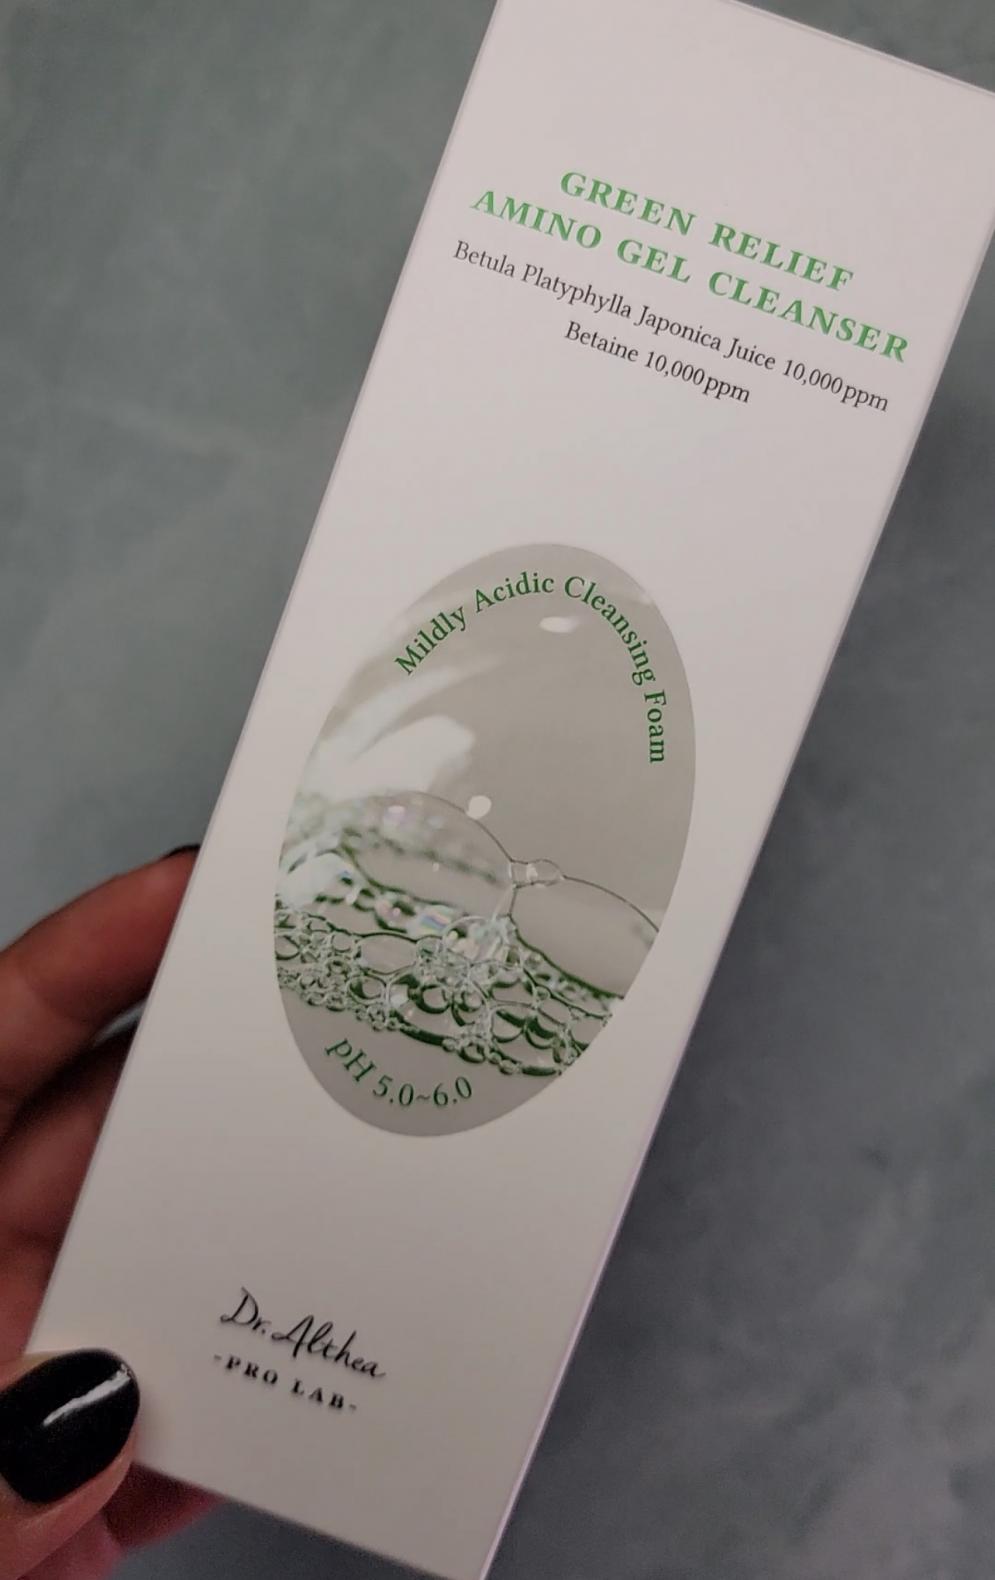 GREEN RELIEF
AMINO GEL CLEANSER
Betula Platyphylla Japonica Juice 10,000ppm
Betaine 10,000ppm
Mildly Acidic Cleansing Foam
pH 5.0~6.0
Dr.Althea
-PRO LAB-